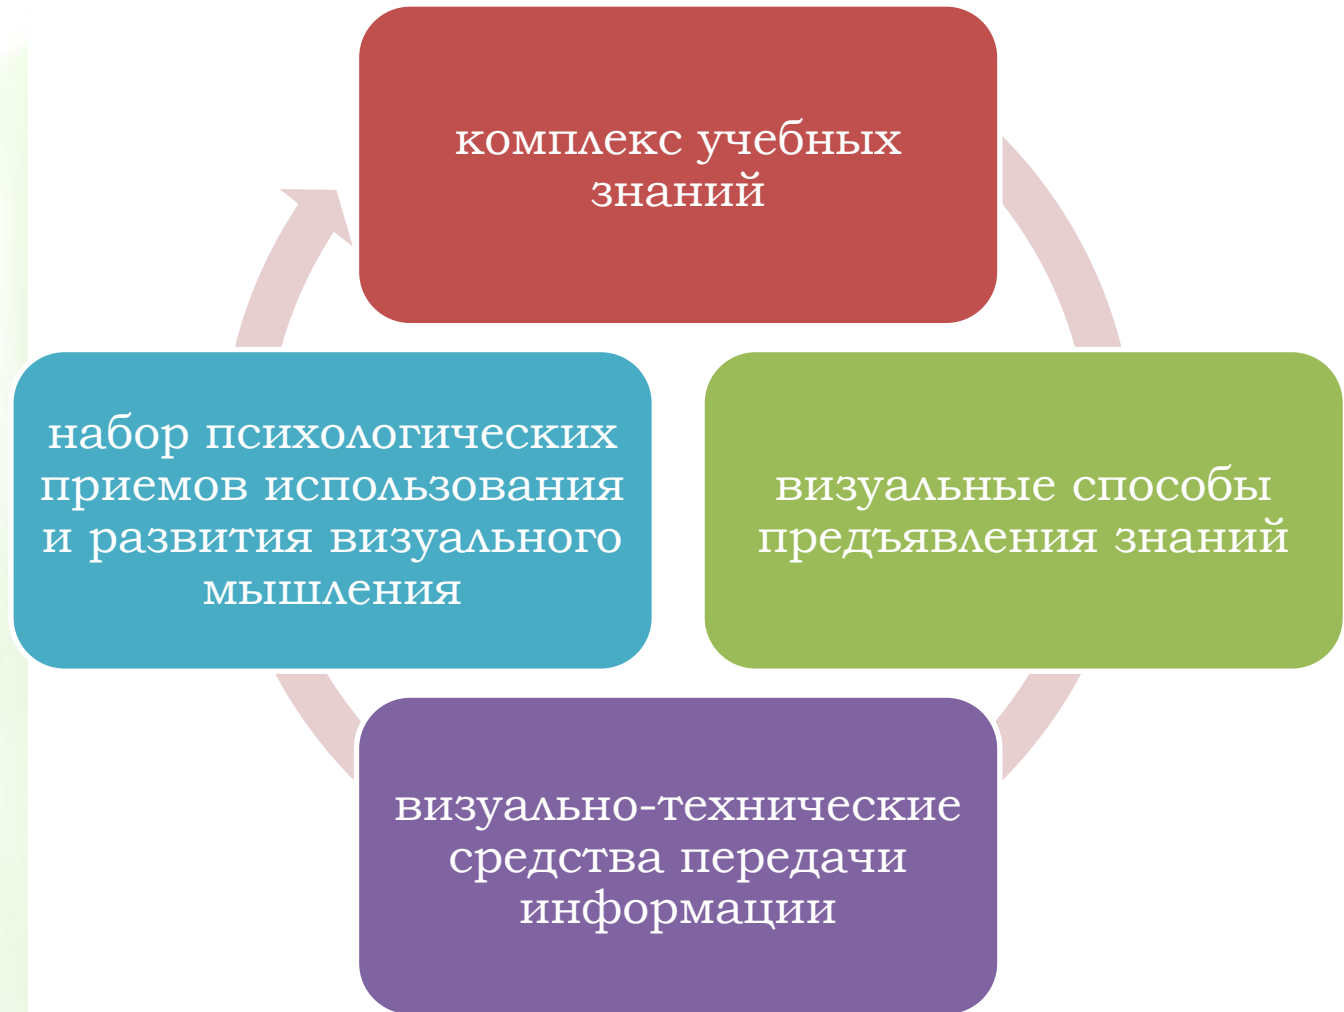 комплекс учебных
знаний
визуальные способы
предъявления знаний
визуально-технические
средства передачи
информации
набор психологических
приемов использования
и развития визуального
мышления